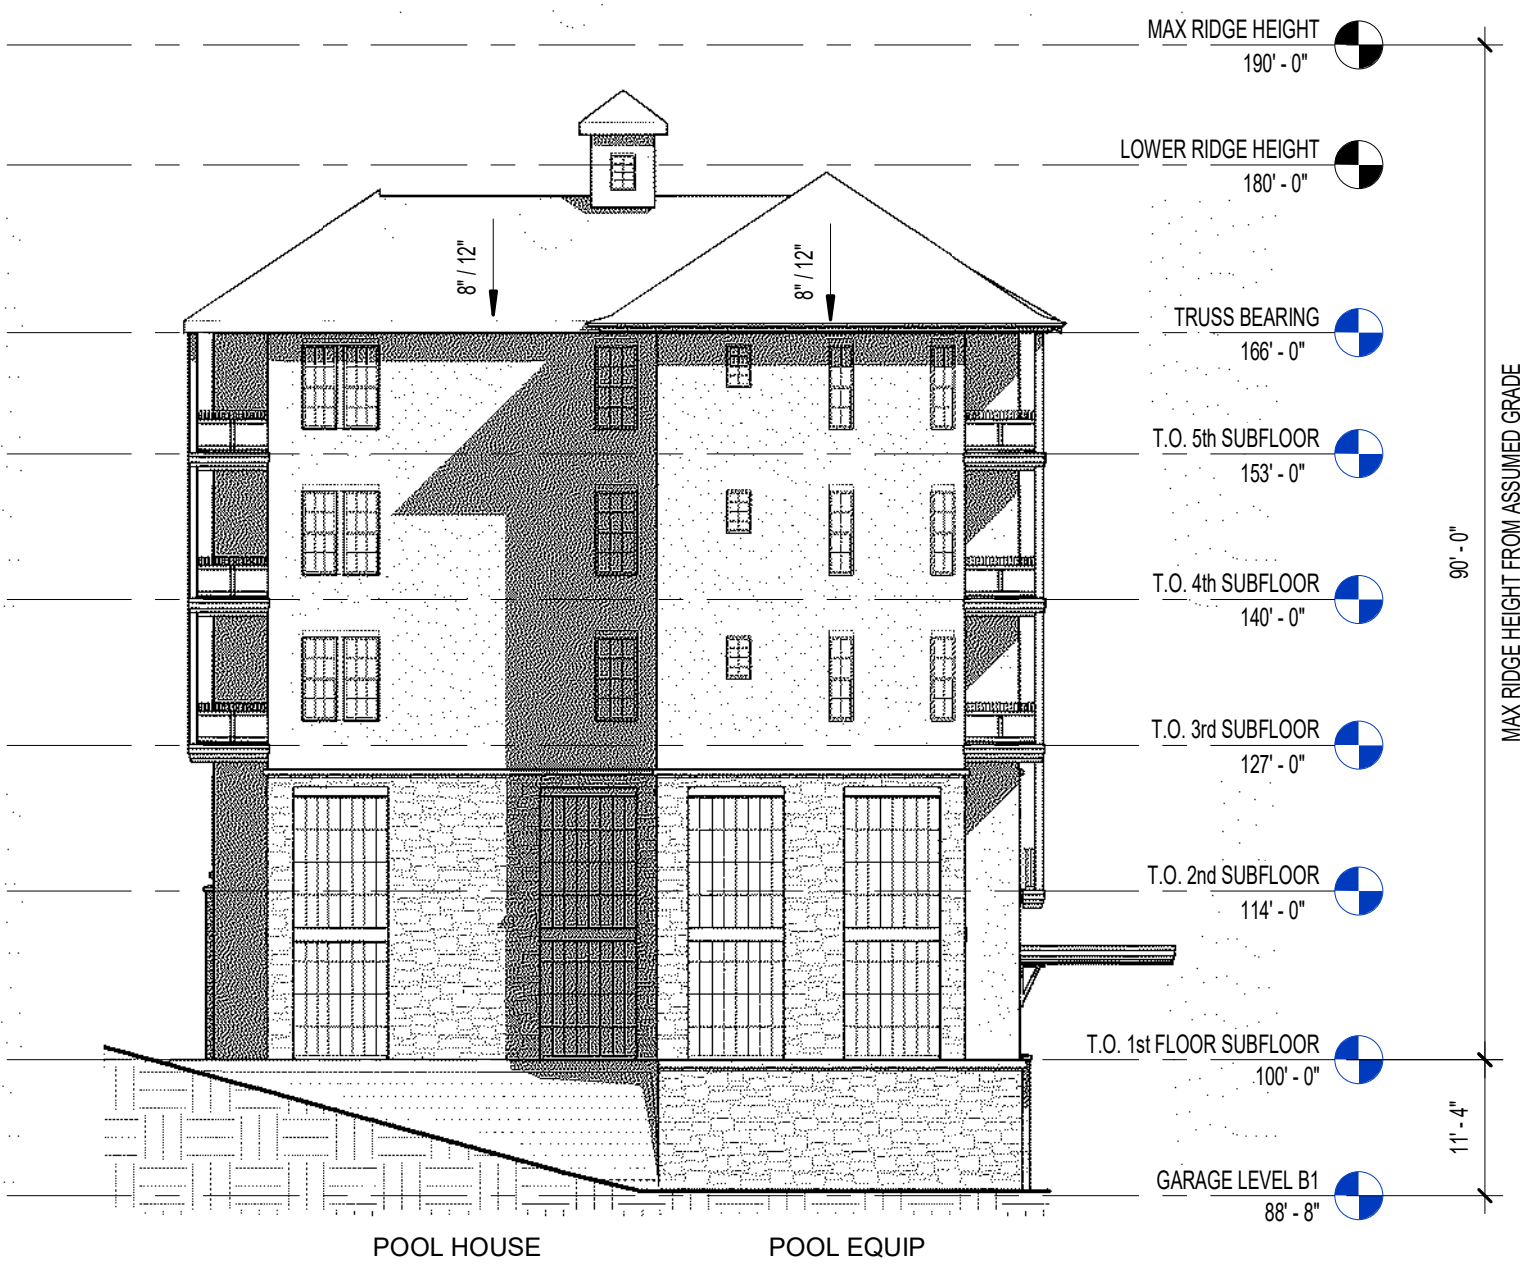 MAX RIDGE HEIGHT
190' - 0"
LOWER RIDGE HEIGHT
180' - 0"
8" / 12"
8" / 12"
TRUSS BEARING
166' - 0"
T.O. 5th SUBFLOOR
153' - 0"
T.O. 4th SUBFLOOR
140' - 0"
90' - 0"
MAX RIDGE HEIGHT FROM ASSUMED GRADE
T.O. 3rd SUBFLOOR
127' - 0"
T.O. 2nd SUBFLOOR
114' - 0"
T.O. 1st FLOOR SUBFLOOR
100' - 0"
11' - 4"
GARAGE LEVEL B1
88' - 8"
POOL HOUSE
POOL EQUIP